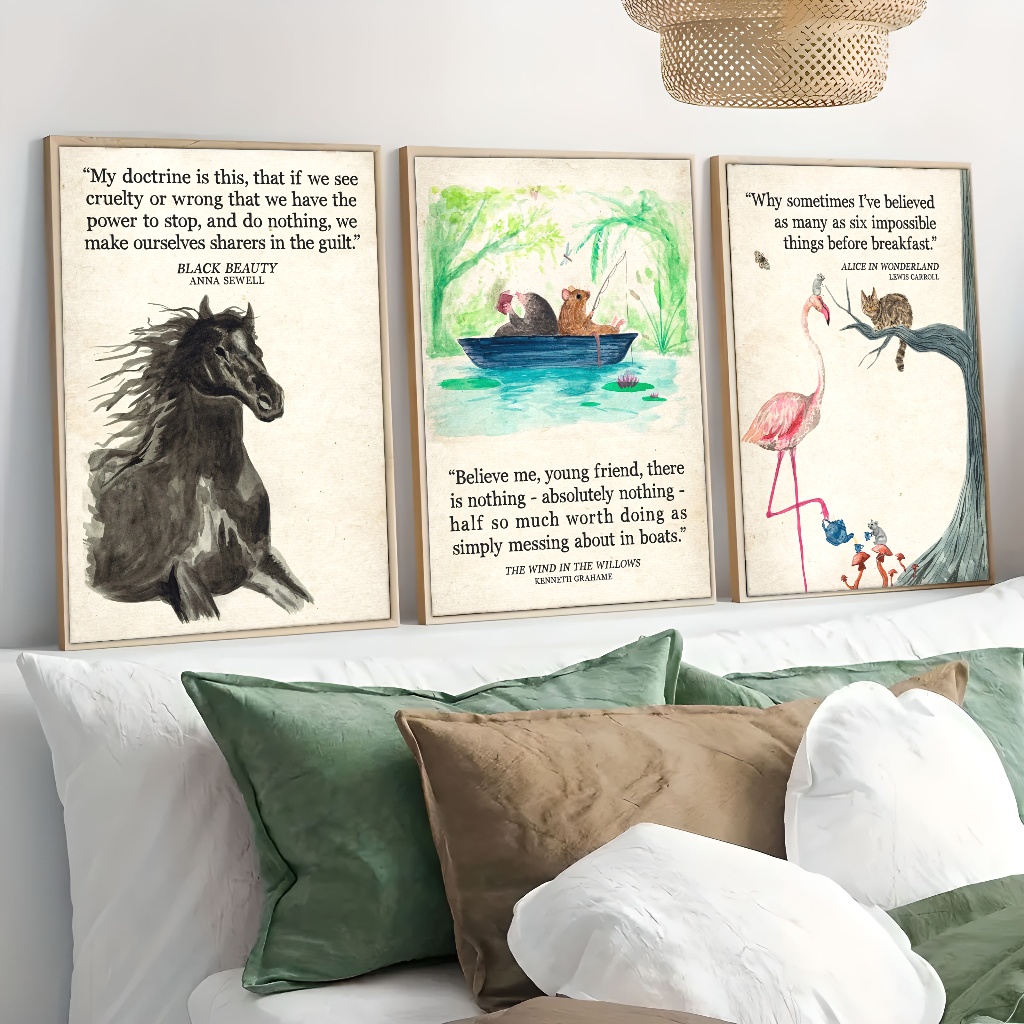 “My doctrine is this, that if we see
cruelty or wrong that we have the
power to stop, and do nothing, we
make ourselves sharers in the guilt.”
BLACK BEAUTY
ANNA SEWELL
“Believe me, young friend, there
is nothing - absolutely nothing -
half so much worth doing as
simply messing about in boats.”
THE WIND IN THE WILLOWS
KENNETH GRAHAME
“Why sometimes I’ve believed
as many as six impossible
things before breakfast.”
ALICE IN WONDERLAND
LEWIS CARROLL